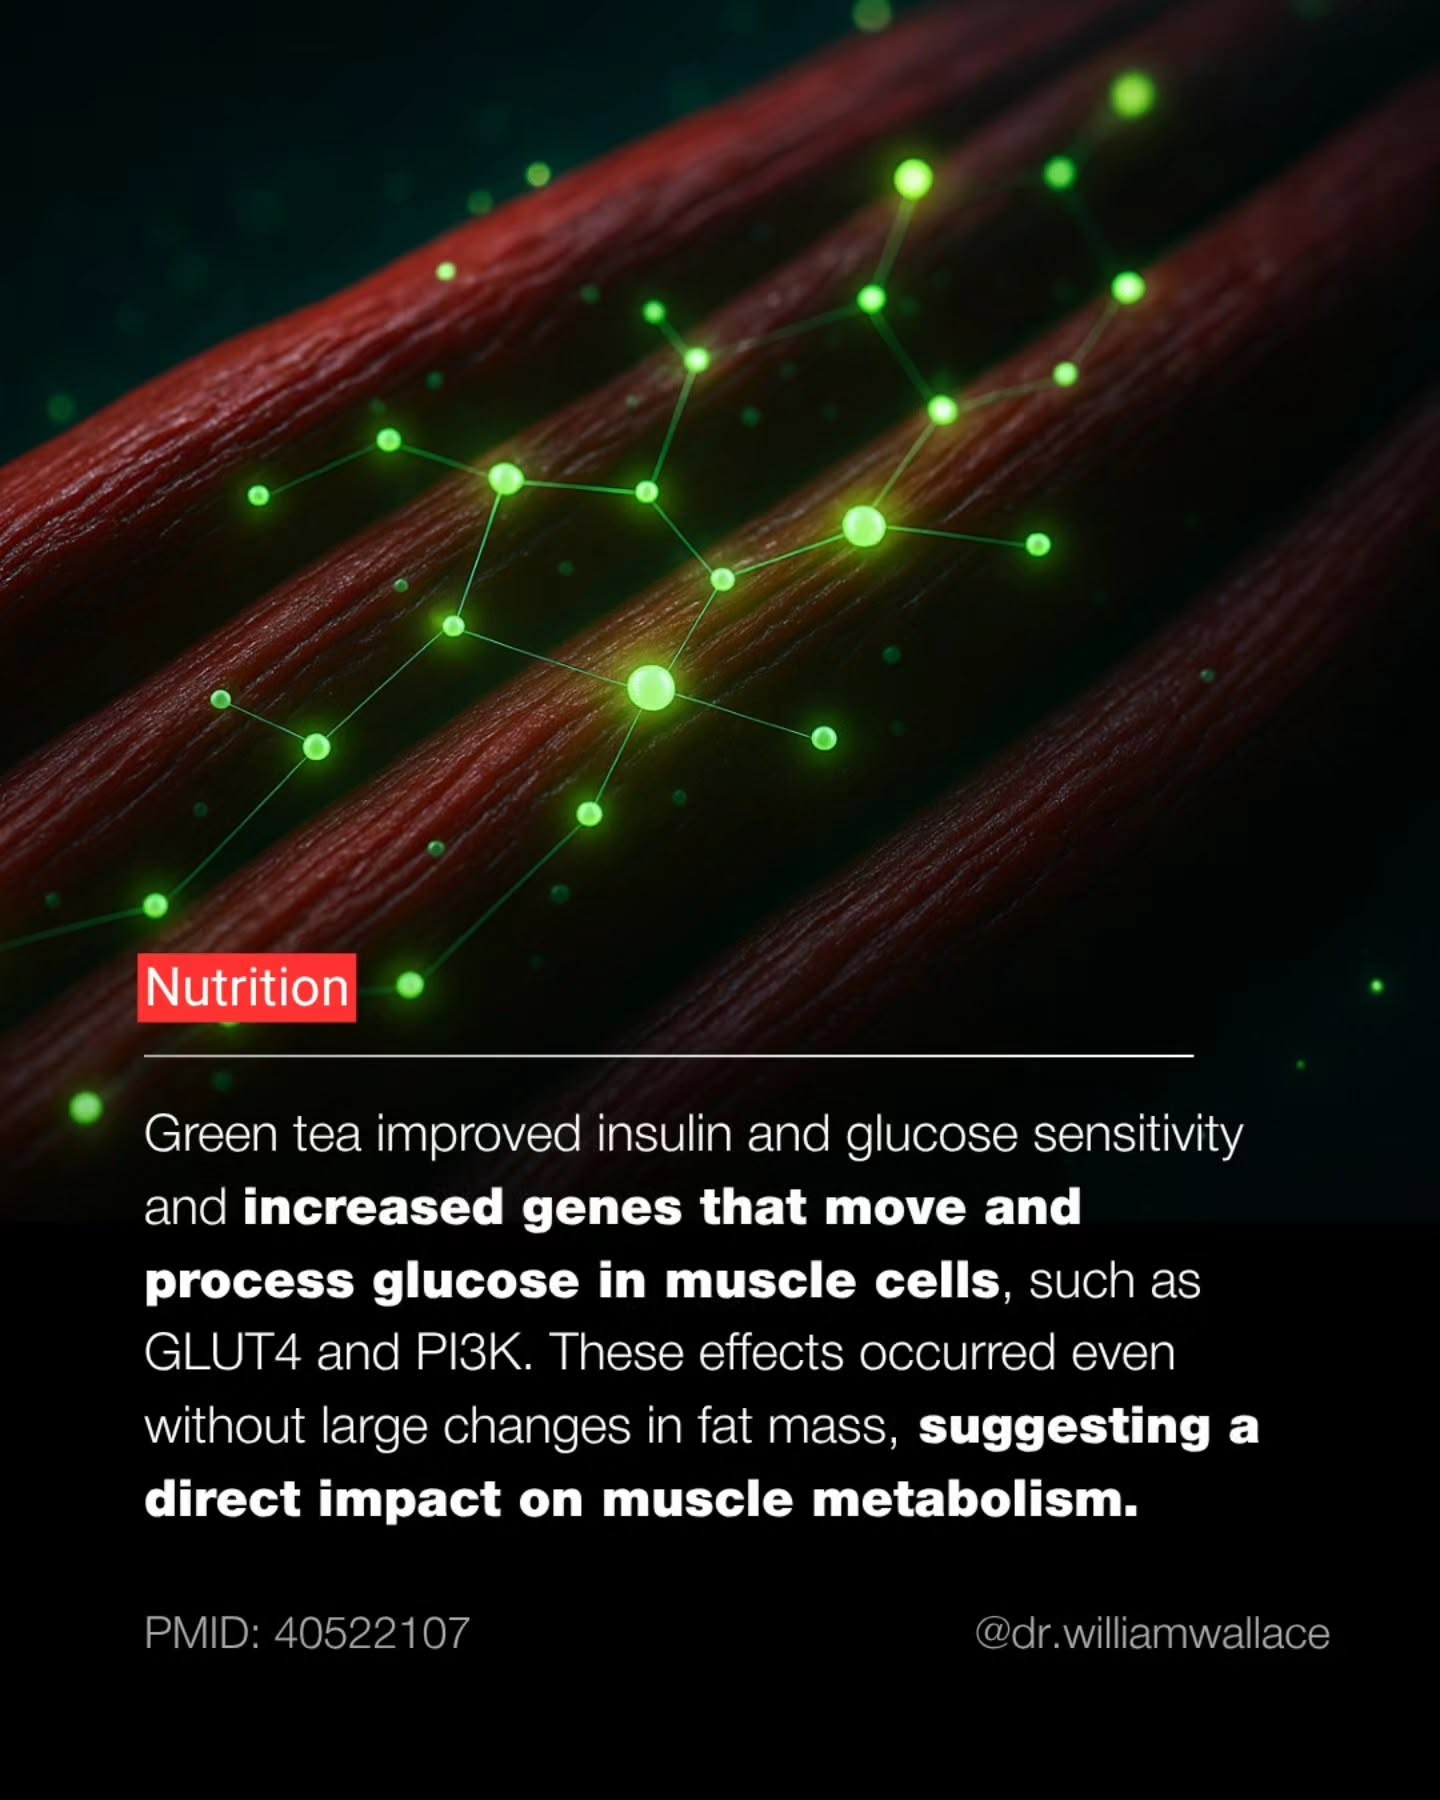 Nutrition
Green tea improved insulin and glucose sensitivity
and increased genes that move and
process glucose in muscle cells, such as
GLUT4 and PI3K. These effects occurred even
without large changes in fat mass, suggesting a
direct impact on muscle metabolism.
PMID: 40522107
@dr.williamwallace